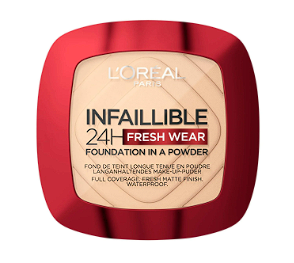 L'ORÉAL
PARIS
INFAILLIBLE
24H FRESH WEAR
FOUNDATION IN A POWDER
FOND DE TEINT LONGUE TENUE EN POUDRE
LANGANHALTENDES MAKE-UP-PUDER
FULL COVERAGE. FRESH MATTE FINISH.
WATERPROOF.